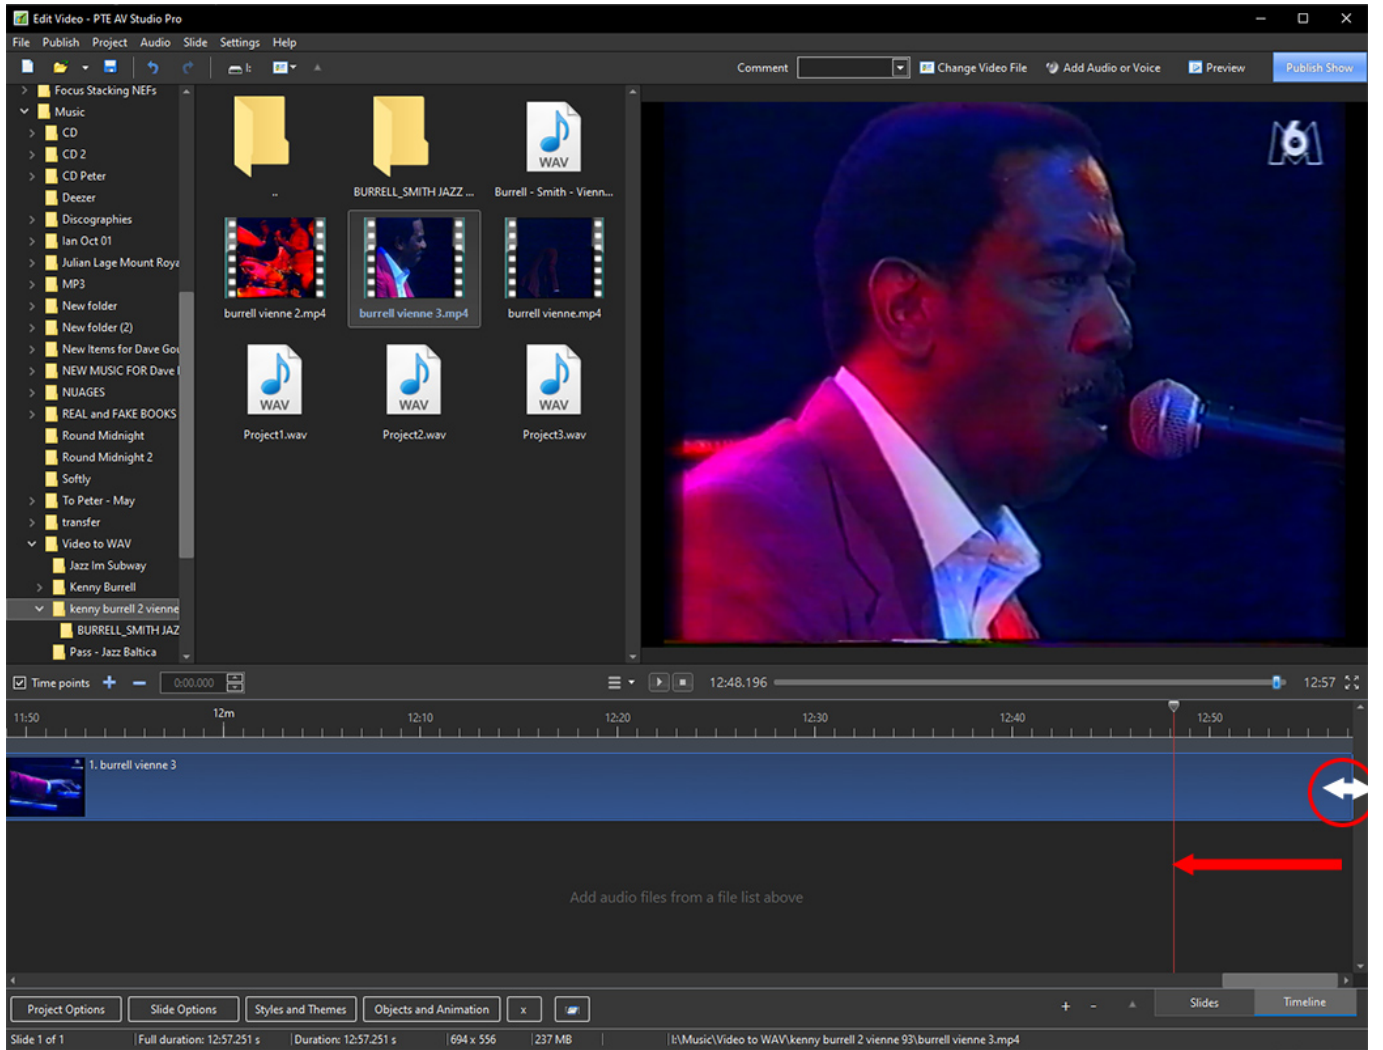 Edit Video - PTE AV Studio Pro
File Publish Project Audio Slide Settings Help
I: Comment Change Video File Add Audio or Voice Preview Publish Show
Focus Stacking NEFs
Music
CD
CD 2
CD Peter
Deezer
Discographies
Ian Oct 01
Julian Lage Mount Roya
MP3
New folder
New folder (2)
New Items for Dave Gou
NEW MUSIC FOR Dave
NUAGES
REAL and FAKE BOOKS
Round Midnight
Round Midnight 2
Softly
To Peter - May
transfer
Video to WAV
Jazz Im Subway
Kenny Burrell
kenny burrell 2 vienne
BURRELL_SMITH JAZ
Pass - Jazz Baltica
WAV
.. BURRELL_SMITH JAZZ ... Burrell - Smith - Vienn...
burrell vienne 2.mp4 burrell vienne 3.mp4 burrell vienne.mp4
WAV WAV WAV
Project1.wav Project2.wav Project3.wav
M6
Time points 0:00.000 12:48.196 12:57
11:50 12m 12:10 12:20 12:30 12:40 12:50
1. burrell vienne 3
Add audio files from a file list above
Project Options Slide Options Styles and Themes Objects and Animation x + - Slides Timeline
Slide 1 of 1 Full duration: 12:57.251 s Duration: 12:57.251 s 694 x 556 237 MB I:\Music\Video to WAV\kenny burrell 2 vienne 93\burrell vienne 3.mp4